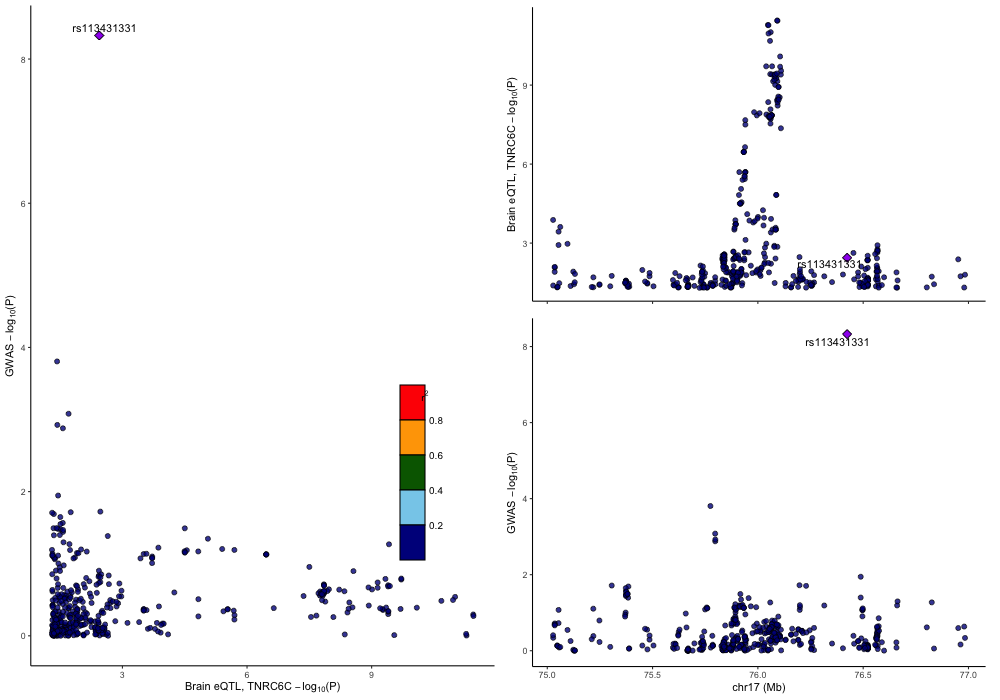 rs113431331
8
6
4
2
0
GWAS −log10(P)
3
6
9
Brain eQTL, TNRC6C −log10(P)
r2
0.8
0.6
0.4
0.2
9
6
3
Brain eQTL, TNRC6C −log10(P)
rs113431331
rs113431331
8
6
4
2
0
GWAS −log10(P)
75.0 75.5 76.0 76.5 77.0
chr17 (Mb)